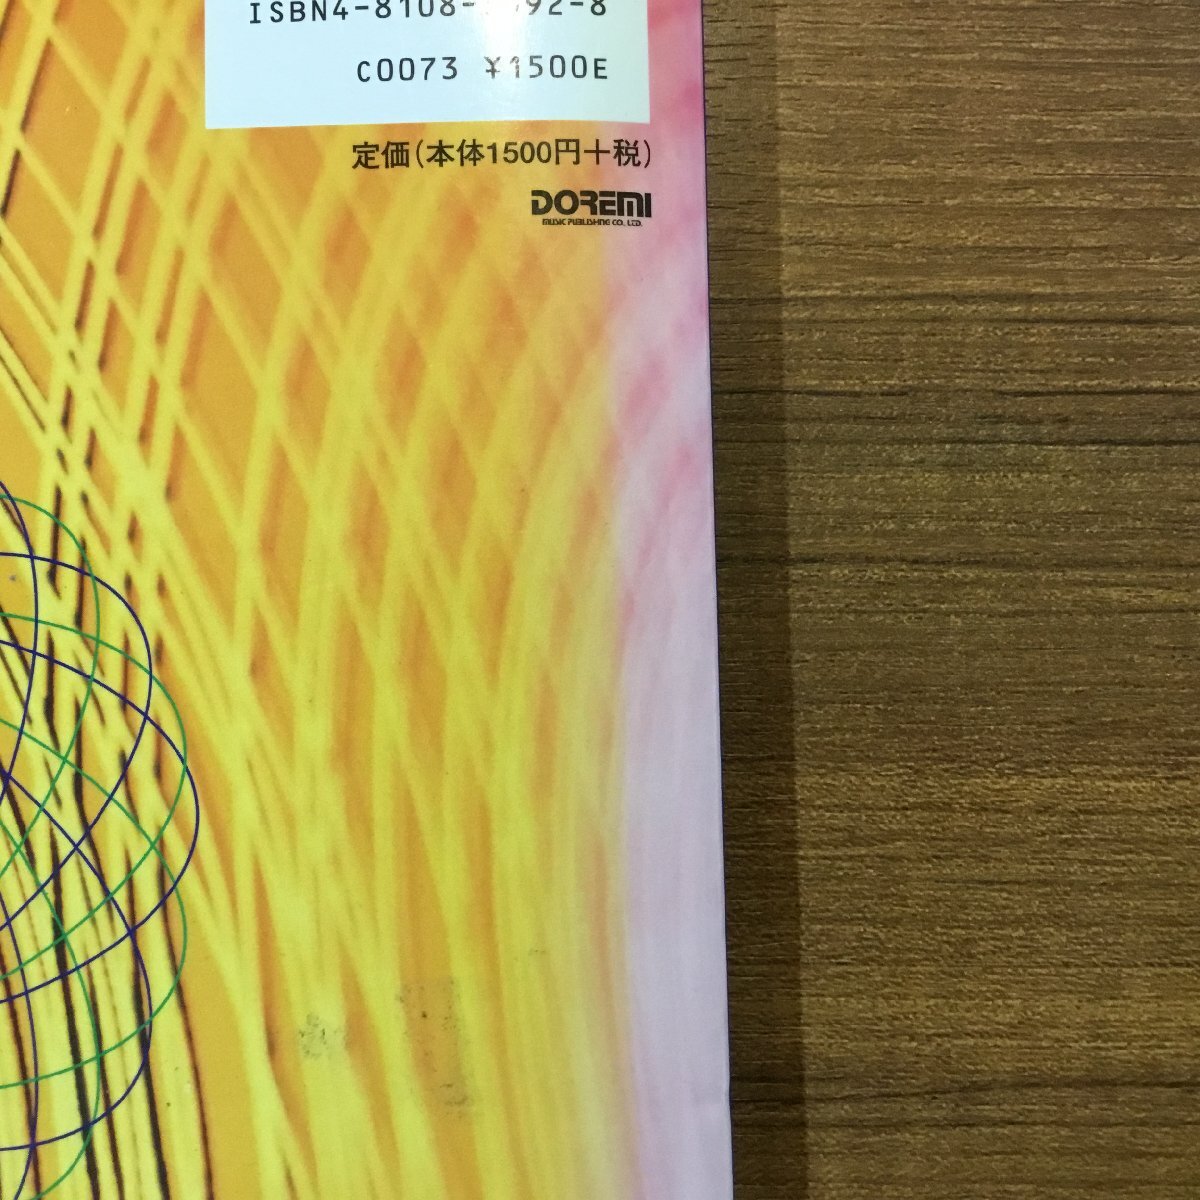 C0073 ¥1500E
定価(本体1500円+税)
DOREMI
MUSIC PUBLISHING CO., LTD.